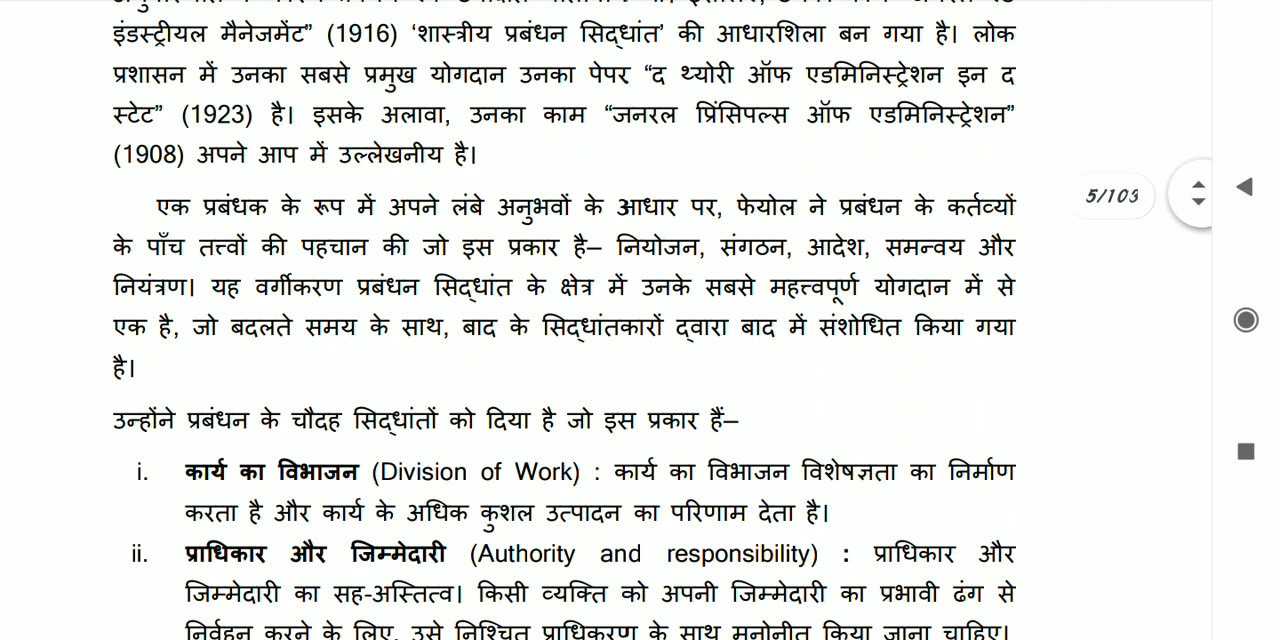 इंडस्ट्रीयल मैनेजमेंट” (1916) ‘शास्त्रीय प्रबंधन सिद्धांत’ की आधारशिला बन गया है। लोक
प्रशासन में उनका सबसे प्रमुख योगदान उनका पेपर “द थ्योरी ऑफ एडमिनिस्ट्रेशन इन द
स्टेट” (1923) है। इसके अलावा, उनका काम “जनरल प्रिंसिपल्स ऑफ एडमिनिस्ट्रेशन”
(1908) अपने आप में उल्लेखनीय है।
एक प्रबंधक के रूप में अपने लंबे अनुभवों के आधार पर, फेयोल ने प्रबंधन के कर्तव्यों
के पाँच तत्त्वों की पहचान की जो इस प्रकार है– नियोजन, संगठन, आदेश, समन्वय और
नियंत्रण। यह वर्गीकरण प्रबंधन सिद्धांत के क्षेत्र में उनके सबसे महत्त्वपूर्ण योगदान में से
एक है, जो बदलते समय के साथ, बाद के सिद्धांतकारों द्वारा बाद में संशोधित किया गया
है।
उन्होंने प्रबंधन के चौदह सिद्धांतों को दिया है जो इस प्रकार हैं–
i. कार्य का विभाजन (Division of Work) : कार्य का विभाजन विशेषज्ञता का निर्माण
करता है और कार्य के अधिक कुशल उत्पादन का परिणाम देता है।
ii. प्राधिकार और जिम्मेदारी (Authority and responsibility) : प्राधिकार और
जिम्मेदारी का सह-अस्तित्व। किसी व्यक्ति को अपनी जिम्मेदारी का प्रभावी ढंग से
निर्वहन करने के लिए, उसे निश्चित प्राधिकरण के साथ मनोनीत किया जाना चाहिए।
5/103